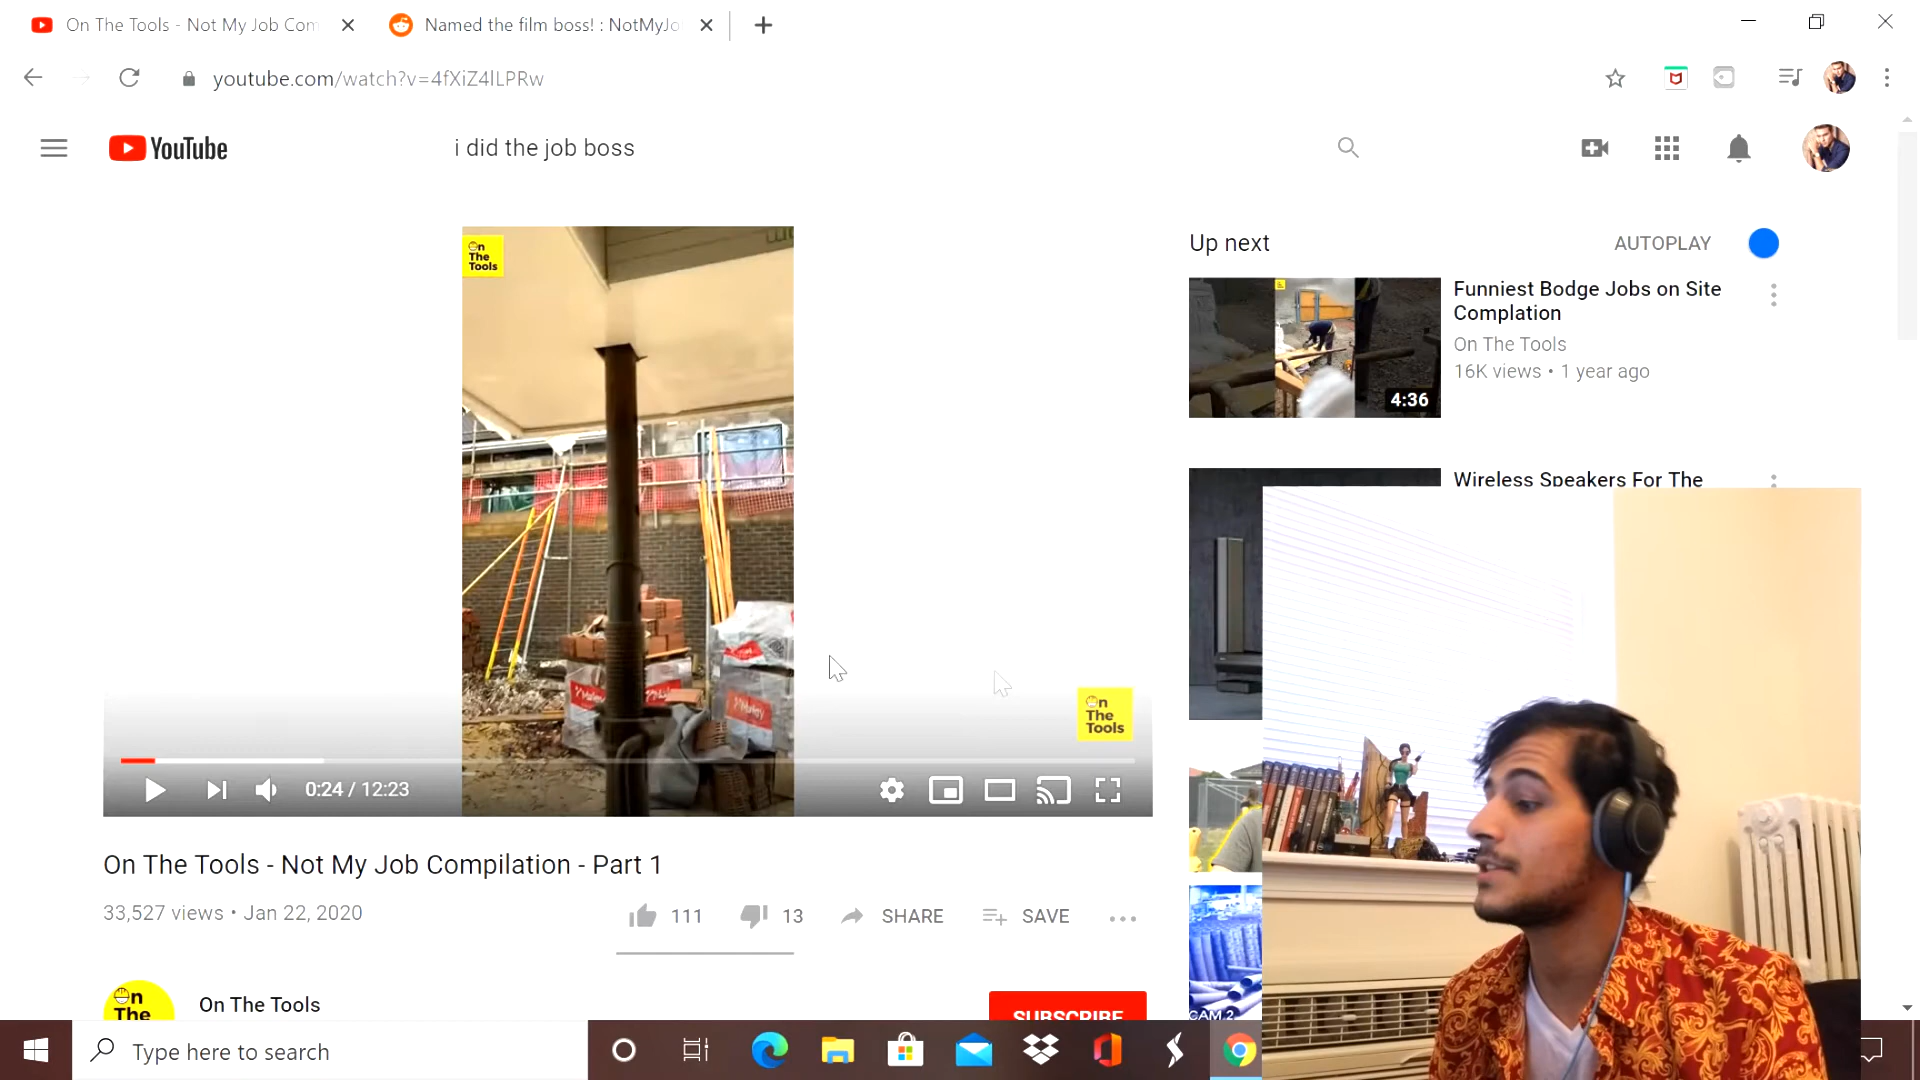 On The Tools - Not My Job Com
Named the film boss! : NotMyJo
youtube.com/watch?v=4fXiZ4lLPRw
YouTube
i did the job boss
On
The
Tools
Up next
AUTOPLAY
Funniest Bodge Jobs on Site
Complation
On The Tools
16K views • 1 year ago
4:36
Wireless Speakers For The
On
The
Tools
0:24 / 12:23
On The Tools - Not My Job Compilation - Part 1
33,527 views • Jan 22, 2020
111
13
SHARE
SAVE
On
The
On The Tools
SUBSCRIBE
CAM 2
Type here to search